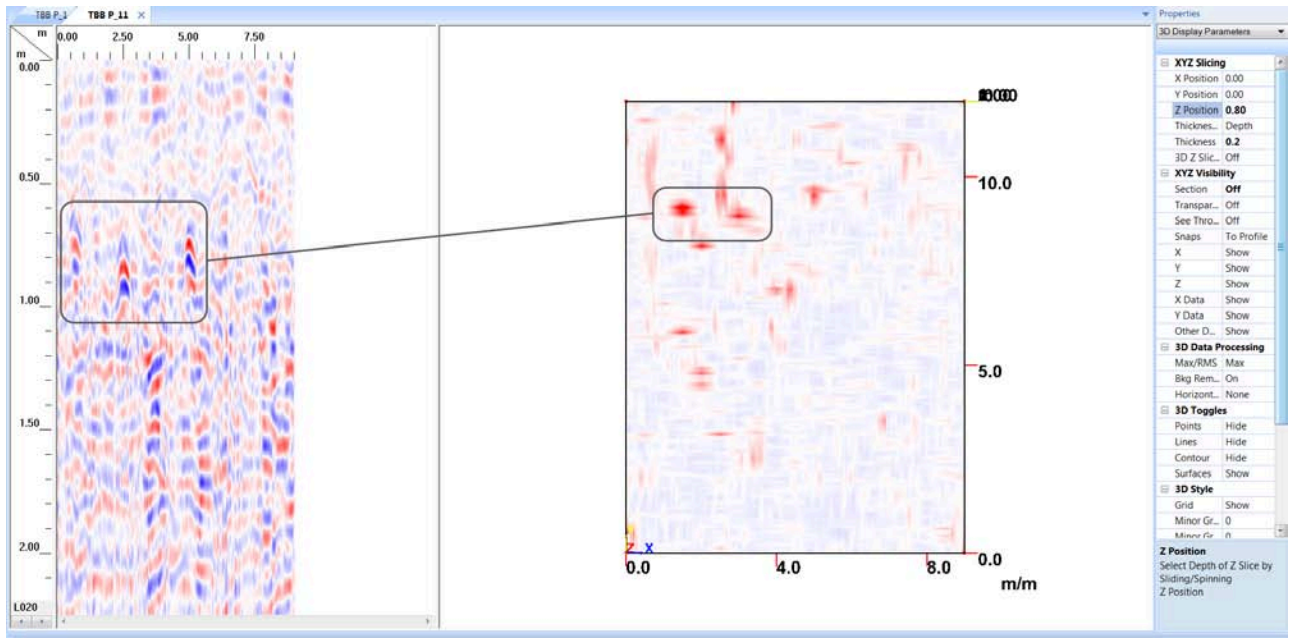 TBB P_1
TBB P_11
m
0.00
2.50
5.00
7.50
m
0.00
0.50
1.00
1.50
2.00
L020
10.0
5.0
0.0
0.0
4.0
8.0
m/m
Z
X
Properties
3D Display Parameters
XYZ Slicing
X Position 0.00
Y Position 0.00
Z Position 0.80
Thicknes... Depth
Thickness 0.2
3D Z Slic... Off
XYZ Visibility
Section Off
Transpar... Off
See Thro... Off
Snaps To Profile
X Show
Y Show
Z Show
X Data Show
Y Data Show
Other D... Show
3D Data Processing
Max/RMS Max
Bkg Rem... On
Horizont... None
3D Toggles
Points Hide
Lines Hide
Contour Hide
Surfaces Show
3D Style
Grid Show
Minor Gr... 0
Minor Gr 0
Z Position
Select Depth of Z Slice by
Sliding/Spinning
Z Position